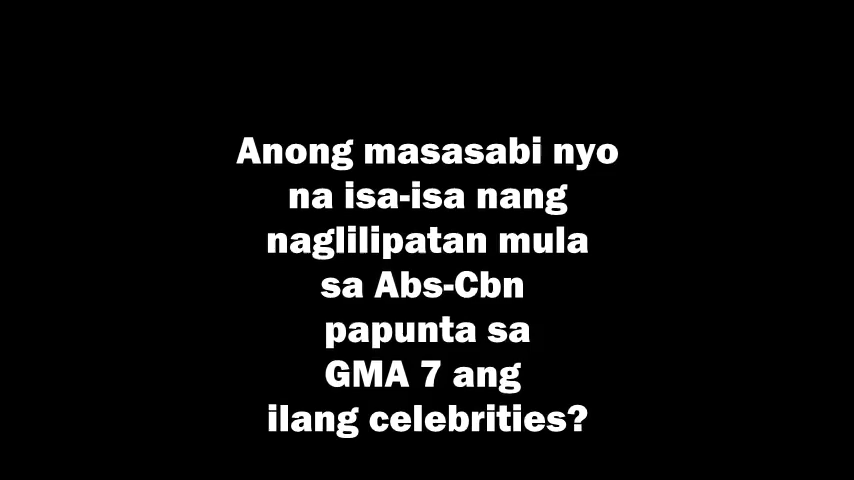 Anong masasabi nyo
na isa-isa nang
naglilipatan mula
sa Abs-Cbn
papunta sa
GMA 7 ang
ilang celebrities?